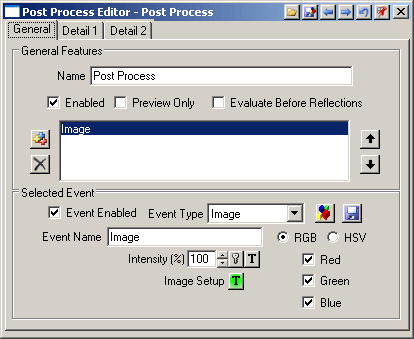 Post Process Editor - Post Process
General Detail 1 Detail 2
General Features
Name Post Process
Enabled Preview Only Evaluate Before Reflections
Image
Selected Event
Event Enabled Event Type Image
Event Name Image RGB HSV
Intensity (%) 100 T Red
Image Setup T Green
Blue